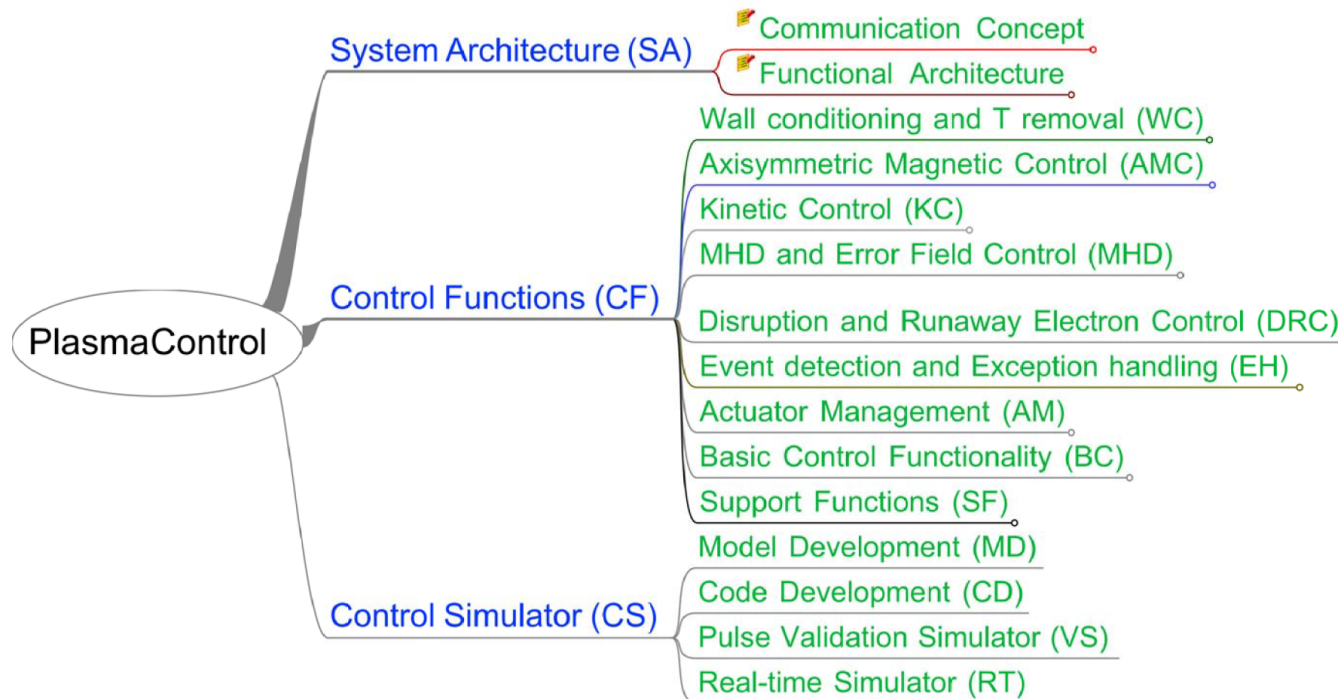 PlasmaControl
System Architecture (SA)
Communication Concept
Functional Architecture
Control Functions (CF)
Wall conditioning and T removal (WC)
Axisymmetric Magnetic Control (AMC)
Kinetic Control (KC)
MHD and Error Field Control (MHD)
Disruption and Runaway Electron Control (DRC)
Event detection and Exception handling (EH)
Actuator Management (AM)
Basic Control Functionality (BC)
Support Functions (SF)
Control Simulator (CS)
Model Development (MD)
Code Development (CD)
Pulse Validation Simulator (VS)
Real-time Simulator (RT)